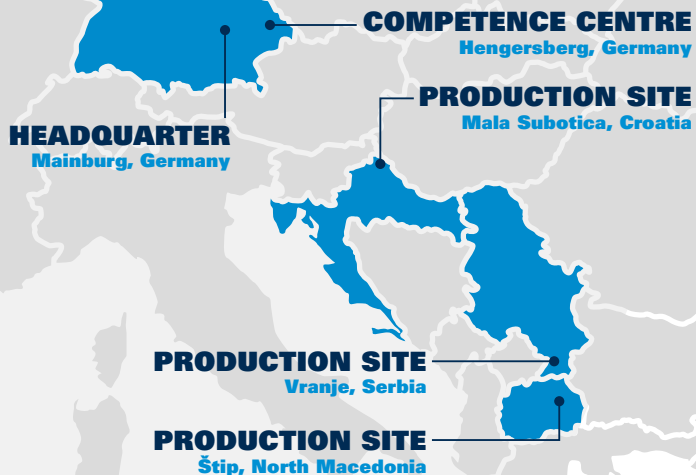 COMPETENCE CENTRE
Hengersberg, Germany
PRODUCTION SITE
Mala Subotica, Croatia
HEADQUARTER
Mainburg, Germany
PRODUCTION SITE
Vranje, Serbia
PRODUCTION SITE
Štip, North Macedonia